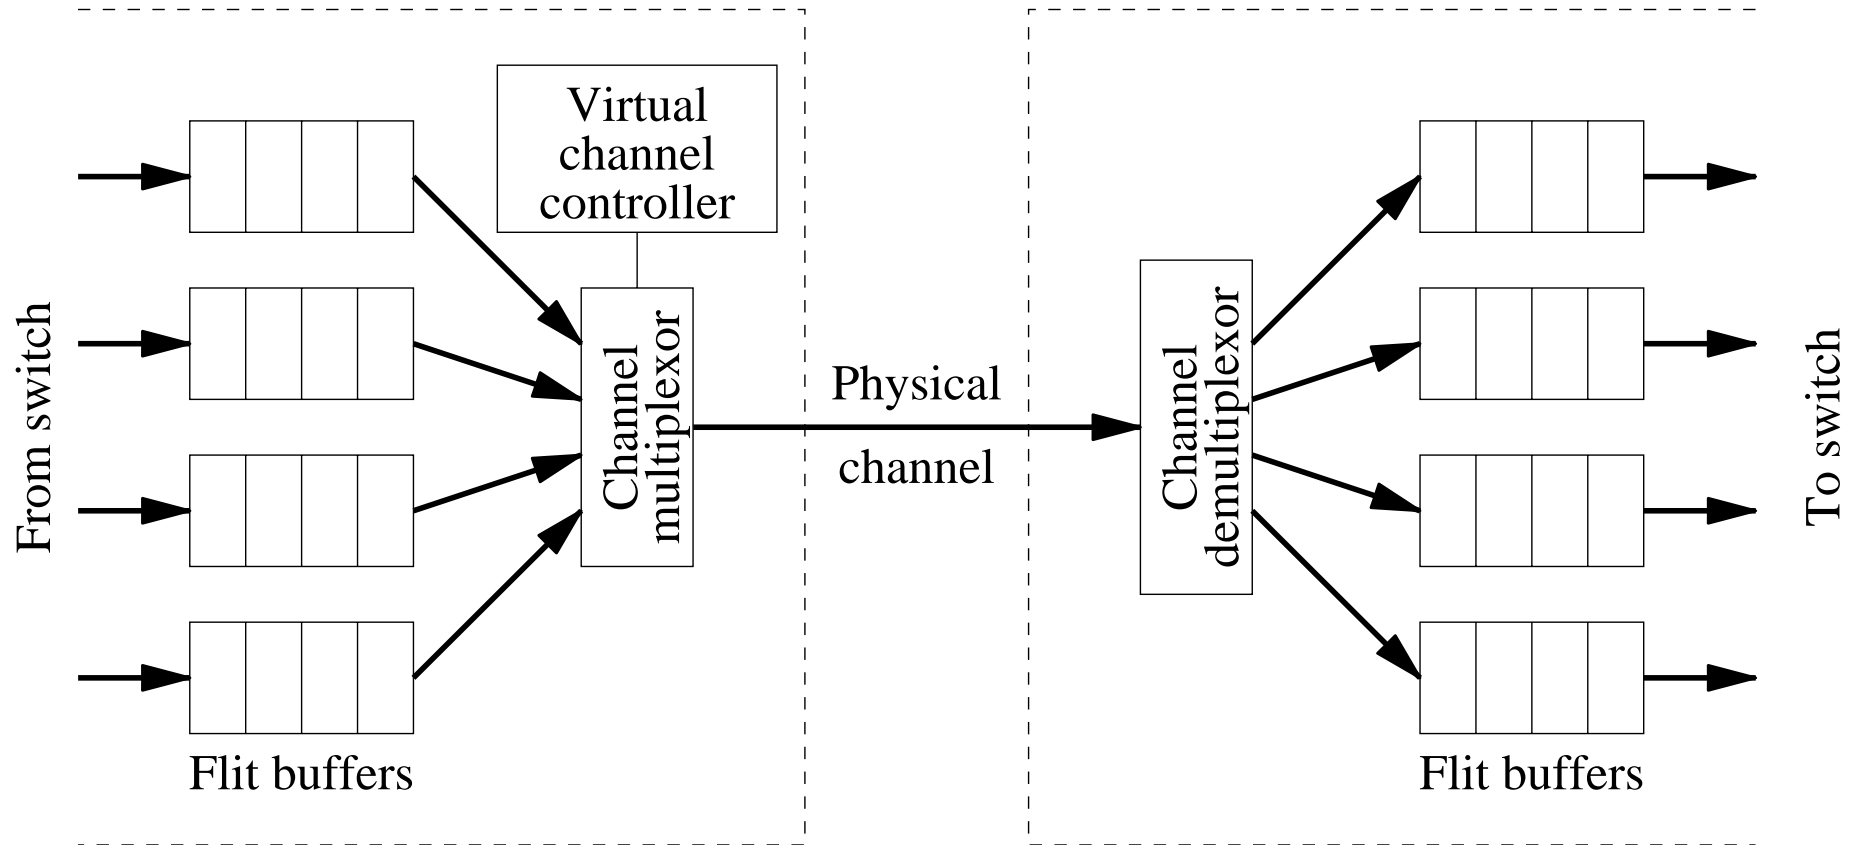 Virtual
channel
controller
From switch
Channel
multiplexor
Physical
channel
Channel
demultiplexor
To switch
Flit buffers
Flit buffers